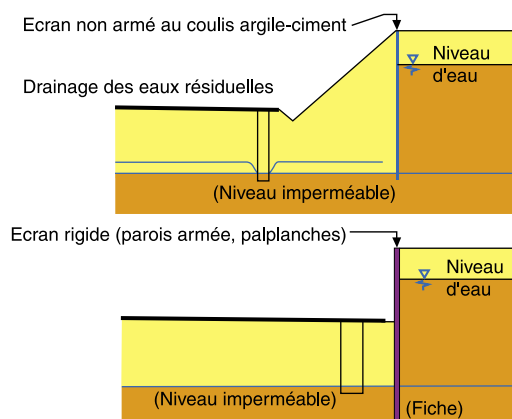 Ecran non armé au coulis argile-ciment
Niveau
d'eau
Drainage des eaux résiduelles
(Niveau imperméable)
Ecran rigide (parois armée, palplanches)
Niveau
d'eau
(Niveau imperméable)
(Fiche)